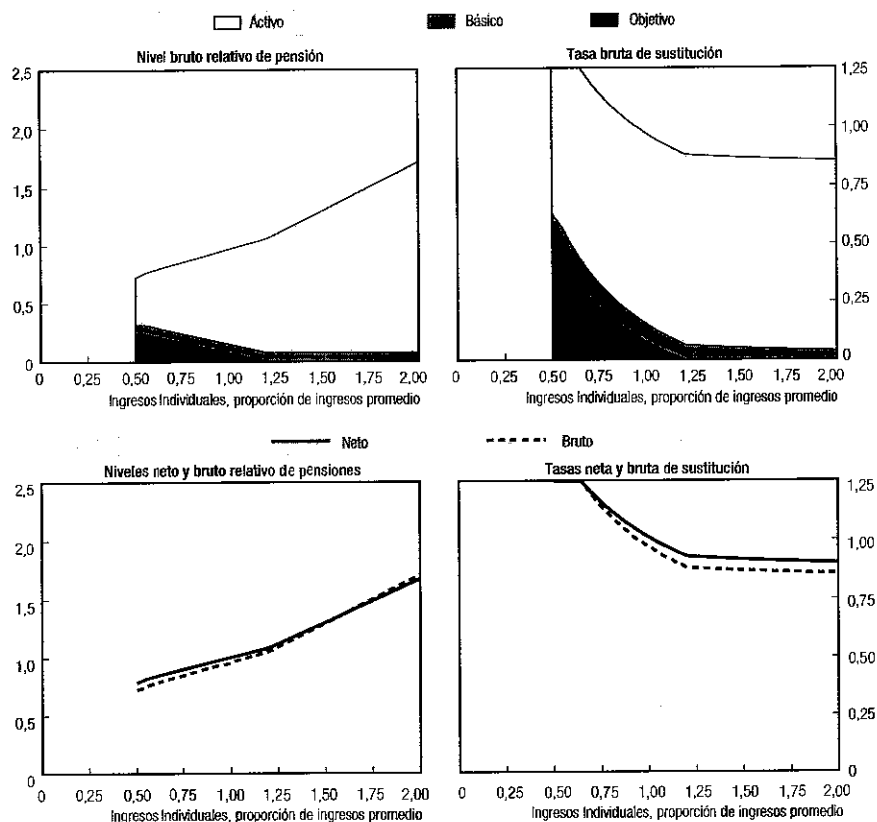 Activo Básico Objetivo
Nivel bruto relativo de pensión
2,5
2,0
1,5
1,0
0,5
0
0 0,25 0,50 0,75 1,00 1,25 1,50 1,75 2,00
Ingresos Individuales, proporción de ingresos promedio
Tasa bruta de sustitución
1,25
1,00
0,75
0,50
0,25
0
0 0,25 0,50 0,75 1,00 1,25 1,50 1,75 2,00
Ingresos Individuales, proporción de ingresos promedio
Neto Bruto
Niveles neto y bruto relativo de pensiones
2,5
2,0
1,5
1,0
0,5
0
0 0,25 0,50 0,75 1,00 1,25 1,50 1,75 2,00
Ingresos Individuales, proporción de ingresos promedio
Tasas neta y bruta de sustitución
1,25
1,00
0,75
0,50
0,25
0
0 0,25 0,50 0,75 1,00 1,25 1,50 1,75 2,00
Ingresos Individuales, proporción de ingresos promedio